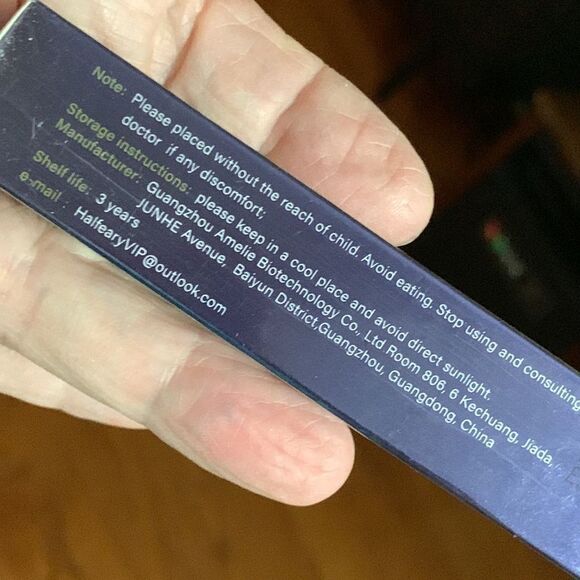 Note: Please placed without the reach of child. Avoid eating. Stop using and consulting
doctor if any discomfort;
Storage instructions: please keep in a cool place and avoid direct sunlight.
Manufacturer: Guangzhou Amelie Biotechnology Co., Ltd Room 806, 6 Kechuang, Jiada,
JUNHE Avenue, Baiyun District,Guangzhou, Guangdong, China
Shelf life: 3 years
e-mail: HalfearyVIP@outlook.com